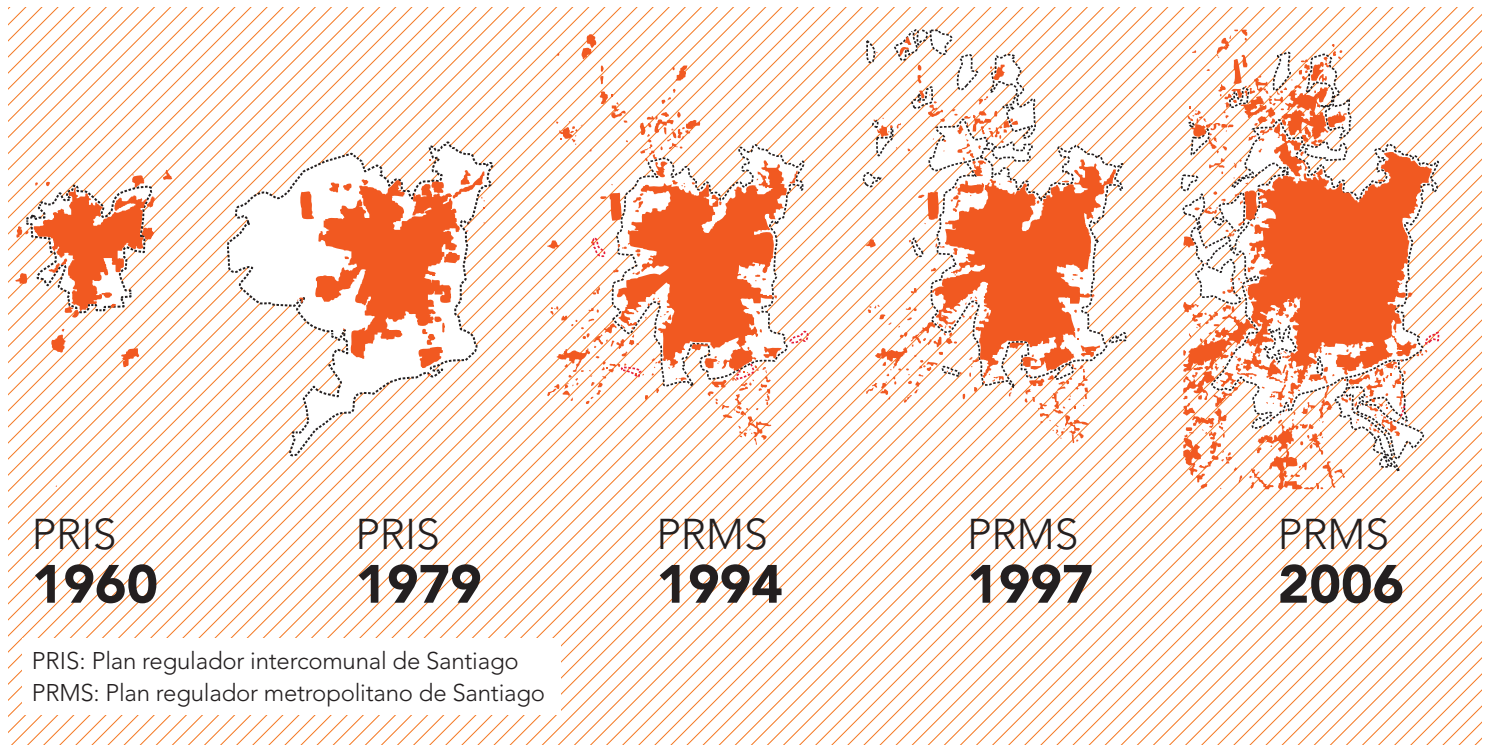 PRIS
1960
PRIS
1979
PRMS
1994
PRMS
1997
PRMS
2006
PRIS: Plan regulador intercomunal de Santiago
PRMS: Plan regulador metropolitano de Santiago